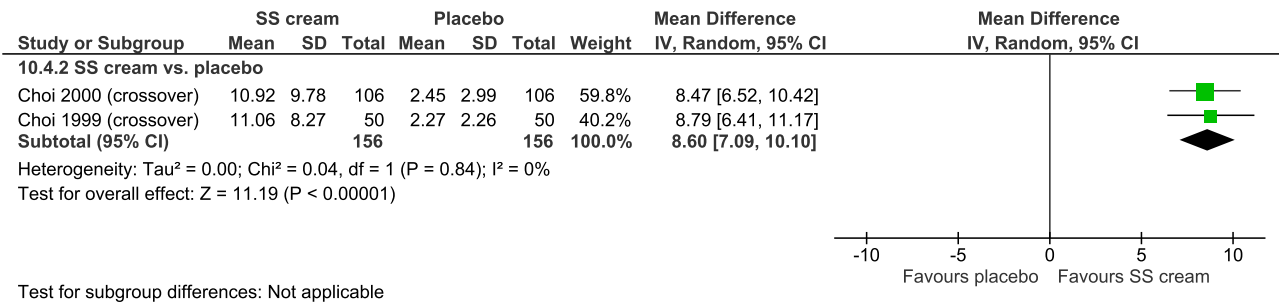 SS cream Placebo Mean Difference Mean Difference
Study or Subgroup Mean SD Total Mean SD Total Weight IV, Random, 95% CI IV, Random, 95% CI
10.4.2 SS cream vs. placebo
Choi 2000 (crossover) 10.92 9.78 106 2.45 2.99 106 59.8% 8.47 [6.52, 10.42]
Choi 1999 (crossover) 11.06 8.27 50 2.27 2.26 50 40.2% 8.79 [6.41, 11.17]
Subtotal (95% CI) 156 156 100.0% 8.60 [7.09, 10.10]
Heterogeneity: Tau² = 0.00; Chi² = 0.04, df = 1 (P = 0.84); I² = 0%
Test for overall effect: Z = 11.19 (P < 0.00001)
-10 -5 0 5 10
Favours placebo Favours SS cream
Test for subgroup differences: Not applicable